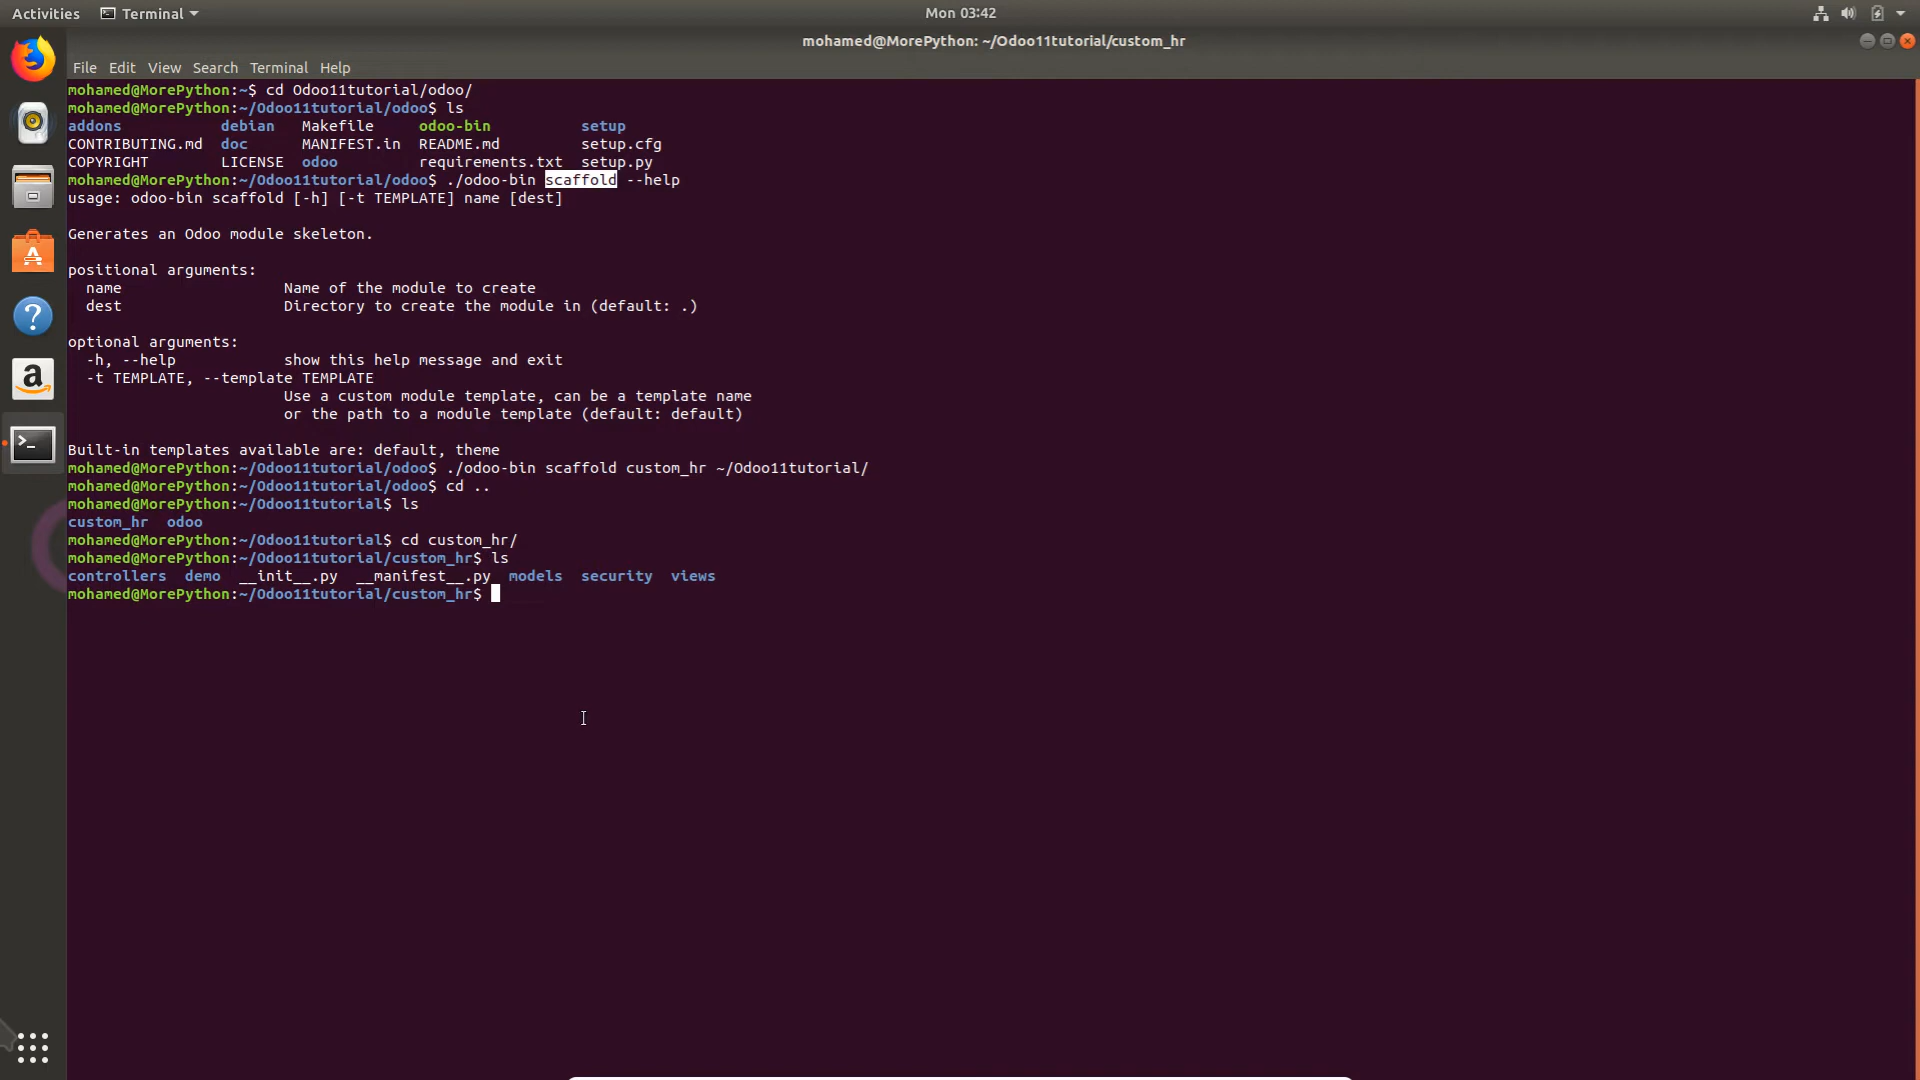 Activities Terminal Mon 03:42
mohamed@MorePython: ~/Odoo11tutorial/custom_hr
File Edit View Search Terminal Help
mohamed@MorePython:~$ cd Odoo11tutorial/odoo/
mohamed@MorePython:~/Odoo11tutorial/odoo$ ls
addons debian Makefile odoo-bin setup
CONTRIBUTING.md doc MANIFEST.in README.md setup.cfg
COPYRIGHT LICENSE odoo requirements.txt setup.py
mohamed@MorePython:~/Odoo11tutorial/odoo$ ./odoo-bin scaffold --help
usage: odoo-bin scaffold [-h] [-t TEMPLATE] name [dest]
Generates an Odoo module skeleton.
positional arguments:
name Name of the module to create
dest Directory to create the module in (default: .)
optional arguments:
-h, --help show this help message and exit
-t TEMPLATE, --template TEMPLATE
Use a custom module template, can be a template name
or the path to a module template (default: default)
Built-in templates available are: default, theme
mohamed@MorePython:~/Odoo11tutorial/odoo$ ./odoo-bin scaffold custom_hr ~/Odoo11tutorial/
mohamed@MorePython:~/Odoo11tutorial/odoo$ cd ..
mohamed@MorePython:~/Odoo11tutorial$ ls
custom_hr odoo
mohamed@MorePython:~/Odoo11tutorial$ cd custom_hr/
mohamed@MorePython:~/Odoo11tutorial/custom_hr$ ls
controllers demo __init__.py __manifest__.py models security views
mohamed@MorePython:~/Odoo11tutorial/custom_hr$